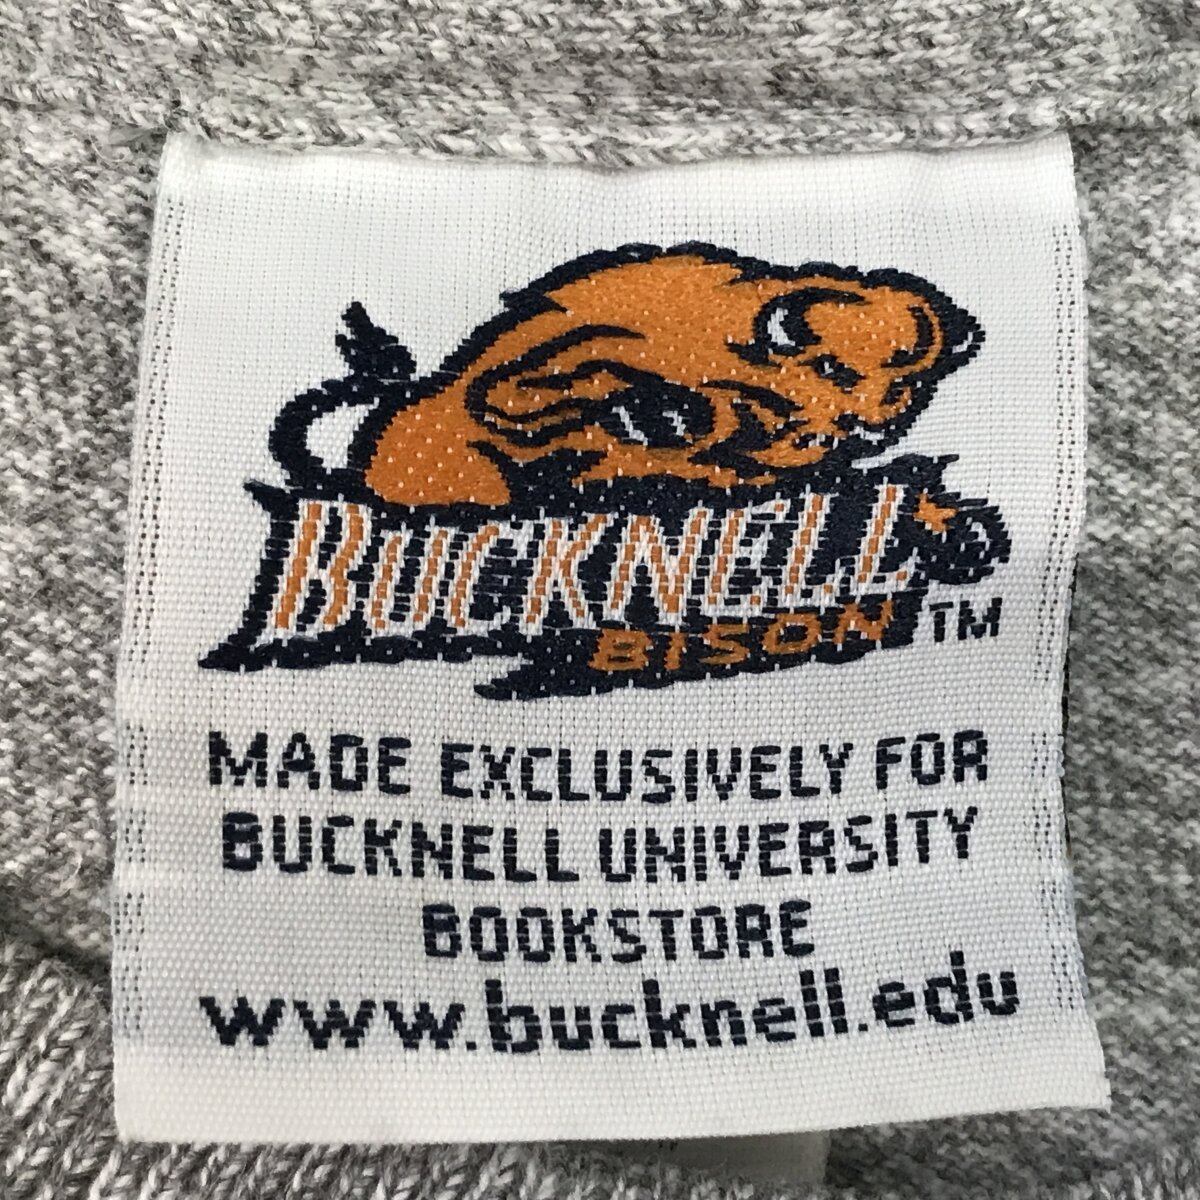 BUCKNELL
BISON TM
MADE EXCLUSIVELY FOR
BUCKNELL UNIVERSITY
BOOKSTORE
www.bucknell.edu